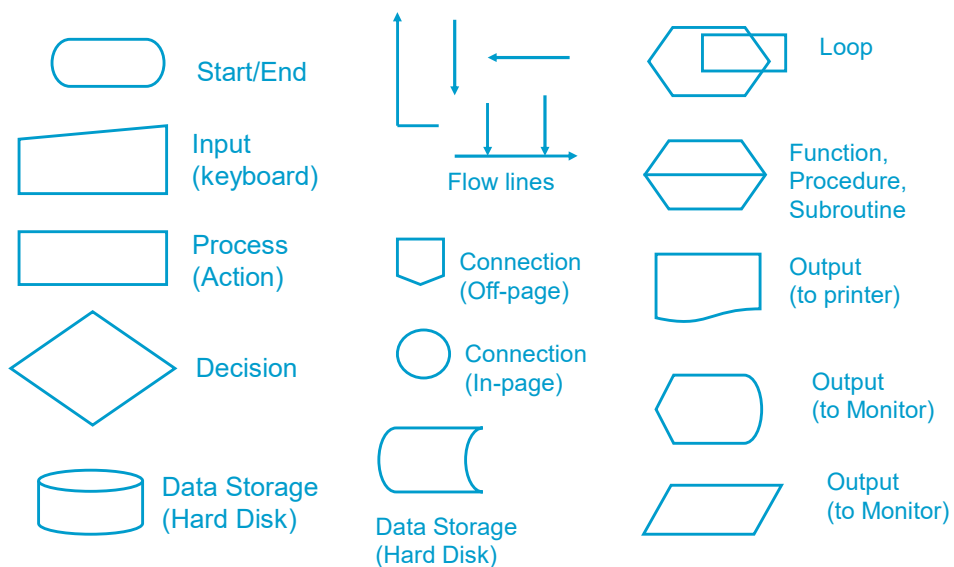 Start/End
Input
(keyboard)
Process
(Action)
Decision
Data Storage
(Hard Disk)
Flow lines
Connection
(Off-page)
Connection
(In-page)
Data Storage
(Hard Disk)
Loop
Function,
Procedure,
Subroutine
Output
(to printer)
Output
(to Monitor)
Output
(to Monitor)